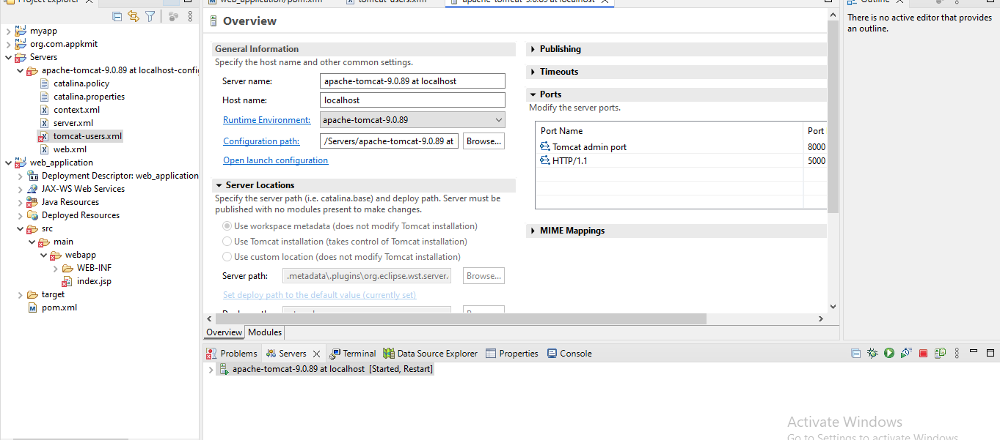 Project Explorer
web_application/pom.xml
tomcat-users.xml
apache-tomcat-9.0.89 at localhost
Outline
myapp
org.com.appkmit
Servers
apache-tomcat-9.0.89 at localhost-config
catalina.policy
catalina.properties
context.xml
server.xml
tomcat-users.xml
web.xml
web_application
Deployment Descriptor: web_application
JAX-WS Web Services
Java Resources
Deployed Resources
src
main
webapp
WEB-INF
index.jsp
target
pom.xml
Overview
General Information
Specify the host name and other common settings.
Server name: apache-tomcat-9.0.89 at localhost
Host name: localhost
Runtime Environment: apache-tomcat-9.0.89
Configuration path: /Servers/apache-tomcat-9.0.89 at Browse...
Open launch configuration
Server Locations
Specify the server path (i.e. catalina.base) and deploy path. Server must be
published with no modules present to make changes.
Use workspace metadata (does not modify Tomcat installation)
Use Tomcat installation (takes control of Tomcat installation)
Use custom location (does not modify Tomcat installation)
Server path: .metadata\.plugins\org.eclipse.wst.server. Browse...
Set deploy path to the default value (currently set)
Publishing
Timeouts
Ports
Modify the server ports.
Port Name Port
Tomcat admin port 8000
HTTP/1.1 5000
MIME Mappings
Overview Modules
There is no active editor that provides
an outline.
Problems Servers Terminal Data Source Explorer Properties Console
apache-tomcat-9.0.89 at localhost [Started, Restart]
Activate Windows
Go to Settings to activate Windows.